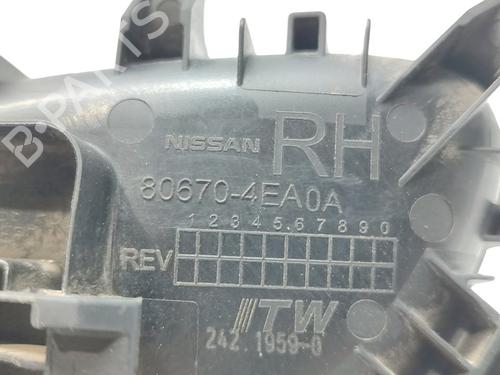 B-PARTS
NISSAN RH
80670-4EA0A
1 2 3 4 5 6 7 8 9 0
REV
TW
242.1959-0